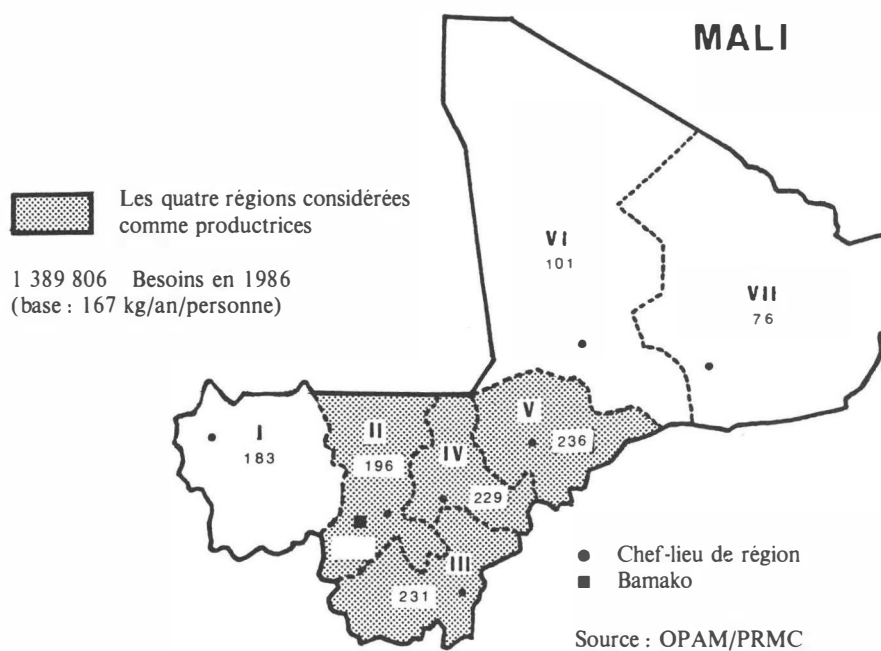 MALI
Les quatre régions considérées
comme productrices
1 389 806 Besoins en 1986
(base : 167 kg/an/personne)
VI
101
VII
76
I
183
II
196
IV
229
V
236
III
231
Chef-lieu de région
Bamako
Source : OPAM/PRMC